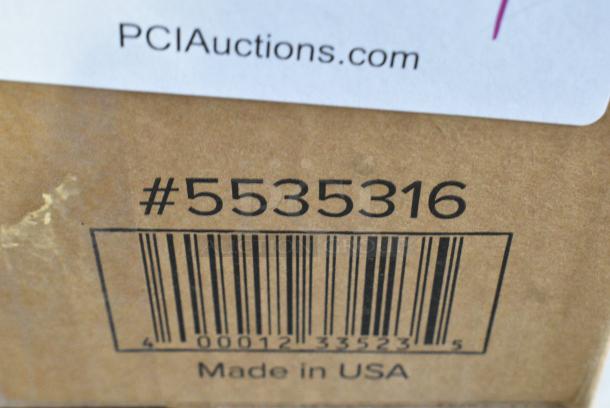 PCIAuctions.com
#5535316
4 00012 33523 5
Made in USA